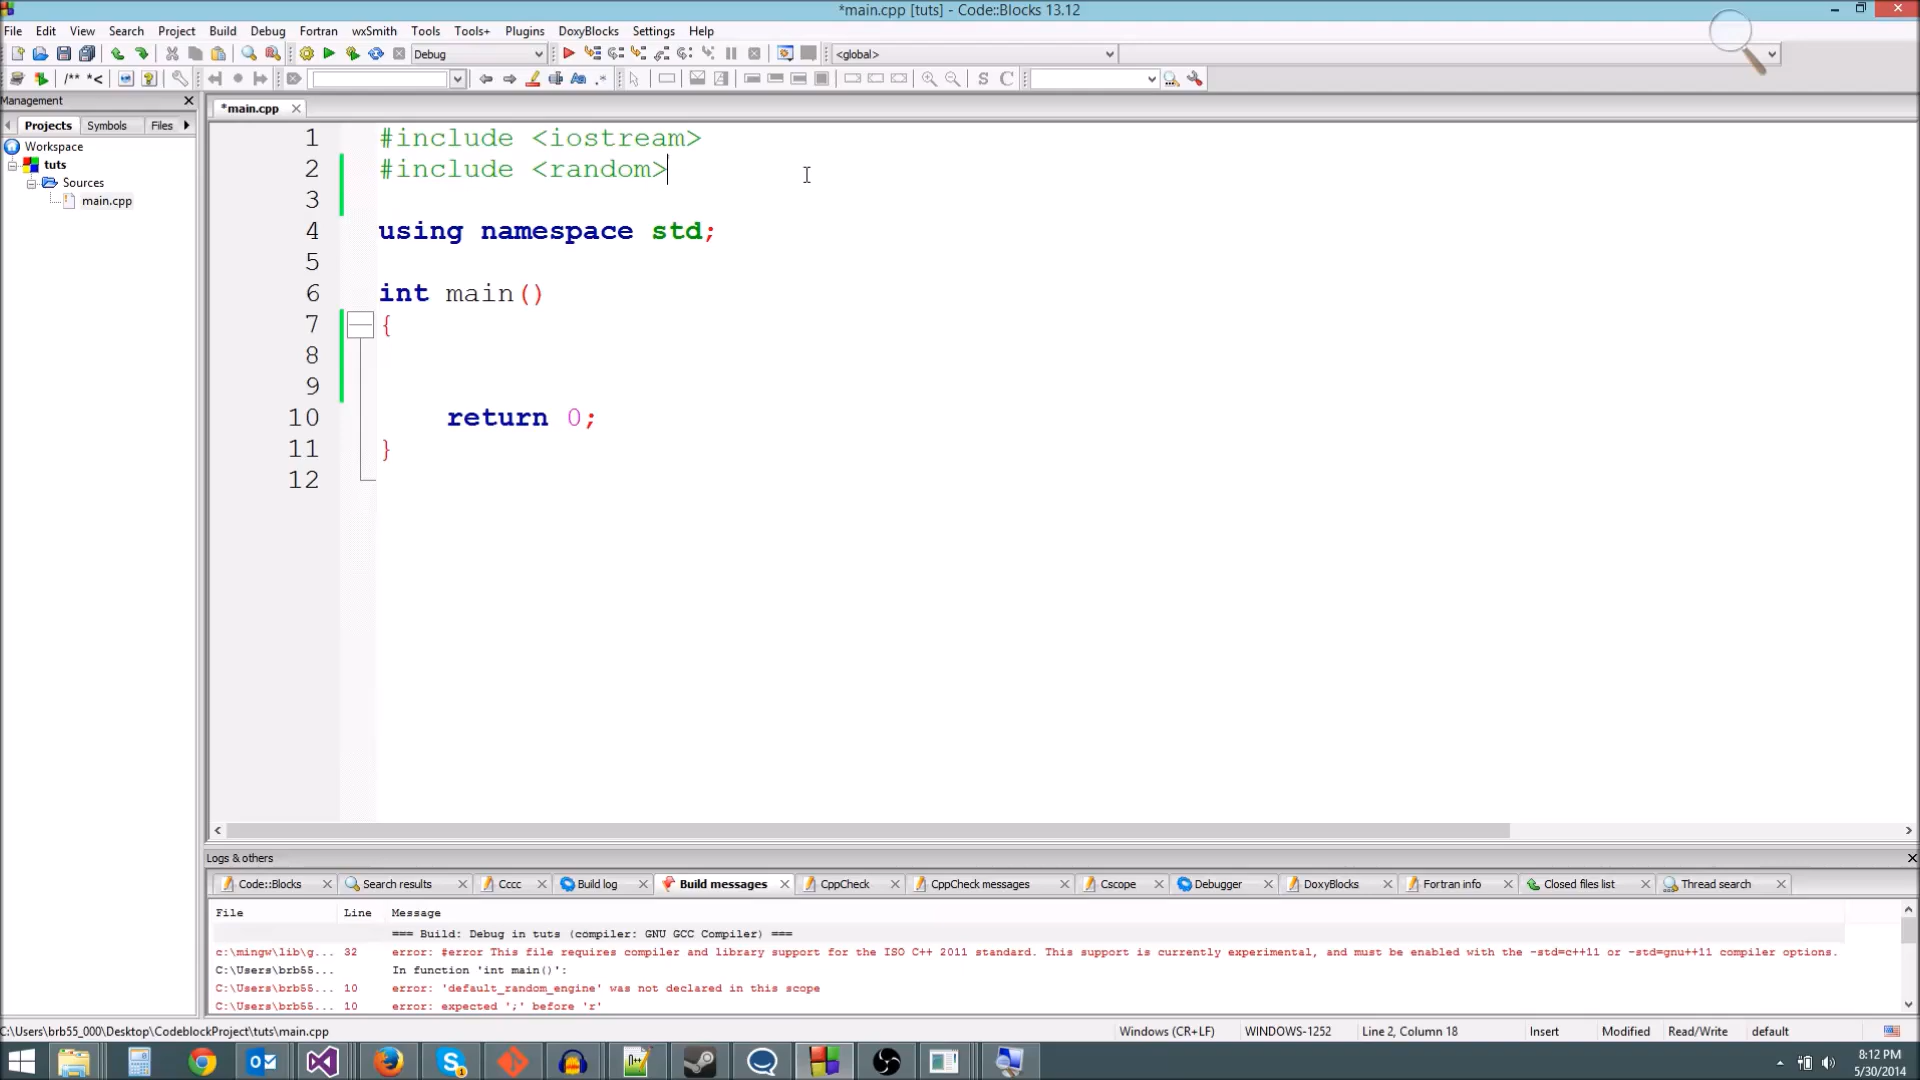 *main.cpp [tuts] - Code::Blocks 13.12
File Edit View Search Project Build Debug Fortran wxSmith Tools Tools+ Plugins DoxyBlocks Settings Help
Debug <global>
/** *<
S C
Management
*main.cpp
Projects Symbols Files
Workspace
tuts
Sources
main.cpp
1 #include <iostream>
2 #include <random>
3
4 using namespace std;
5
6 int main()
7 {
8
9
10 return 0;
11 }
12
Logs & others
Code::Blocks Search results Cccc Build log Build messages CppCheck CppCheck messages Cscope Debugger DoxyBlocks Fortran info Closed files list Thread search
File Line Message
=== Build: Debug in tuts (compiler: GNU GCC Compiler) ===
c:\mingw\lib\g... 32 error: #error This file requires compiler and library support for the ISO C++ 2011 standard. This support is currently experimental, and must be enabled with the -std=c++11 or -std=gnu++11 compiler options.
C:\Users\brb55... In function 'int main()':
C:\Users\brb55... 10 error: 'default_random_engine' was not declared in this scope
C:\Users\brb55... 10 error: expected ';' before 'r'
C:\Users\brb55_000\Desktop\CodeblockProject\tuts\main.cpp Windows (CR+LF) WINDOWS-1252 Line 2, Column 18 Insert Modified Read/Write default
8:12 PM
5/30/2014